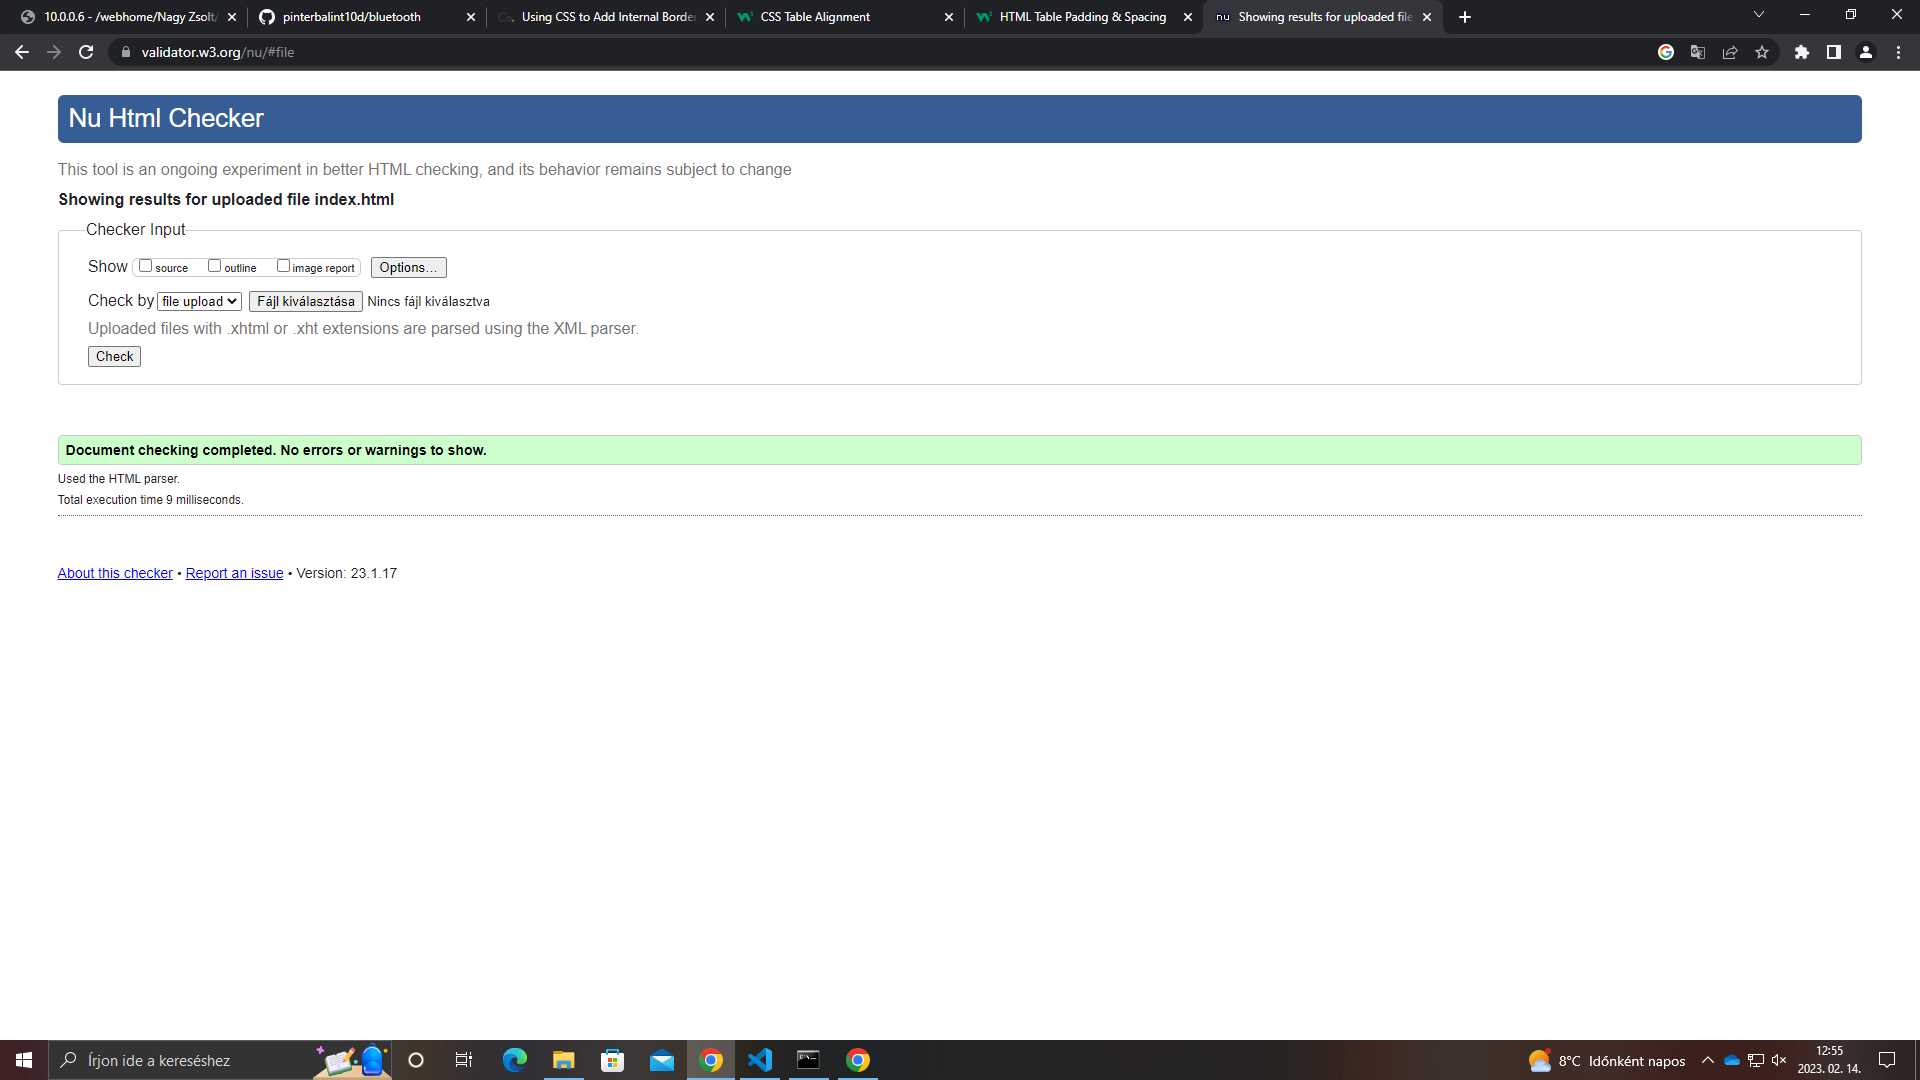 10.0.0.6 - /webhome/Nagy Zsolt/
pinterbalint10d/bluetooth
Using CSS to Add Internal Border
CSS Table Alignment
HTML Table Padding & Spacing
Showing results for uploaded file
validator.w3.org/nu/#file
Nu Html Checker
This tool is an ongoing experiment in better HTML checking, and its behavior remains subject to change
Showing results for uploaded file index.html
Checker Input
Show source outline image report Options...
Check by file upload Fájl kiválasztása Nincs fájl kiválasztva
Uploaded files with .xhtml or .xht extensions are parsed using the XML parser.
Check
Document checking completed. No errors or warnings to show.
Used the HTML parser.
Total execution time 9 milliseconds.
About this checker • Report an issue • Version: 23.1.17
Írjon ide a kereséshez
8°C Időnként napos
12:55
2023. 02. 14.